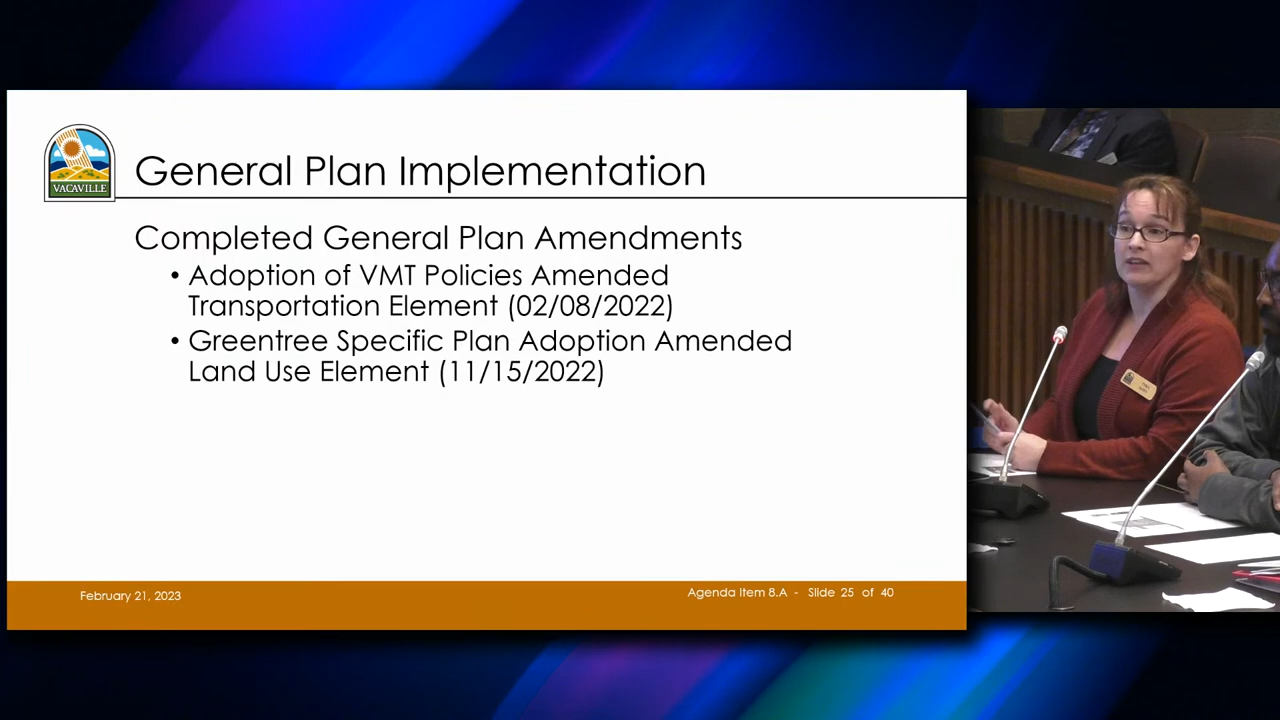 VACAVILLE
General Plan Implementation
Completed General Plan Amendments
• Adoption of VMT Policies Amended
Transportation Element (02/08/2022)
• Greentree Specific Plan Adoption Amended
Land Use Element (11/15/2022)
February 21, 2023
Agenda Item 8.A - Slide 25 of 40